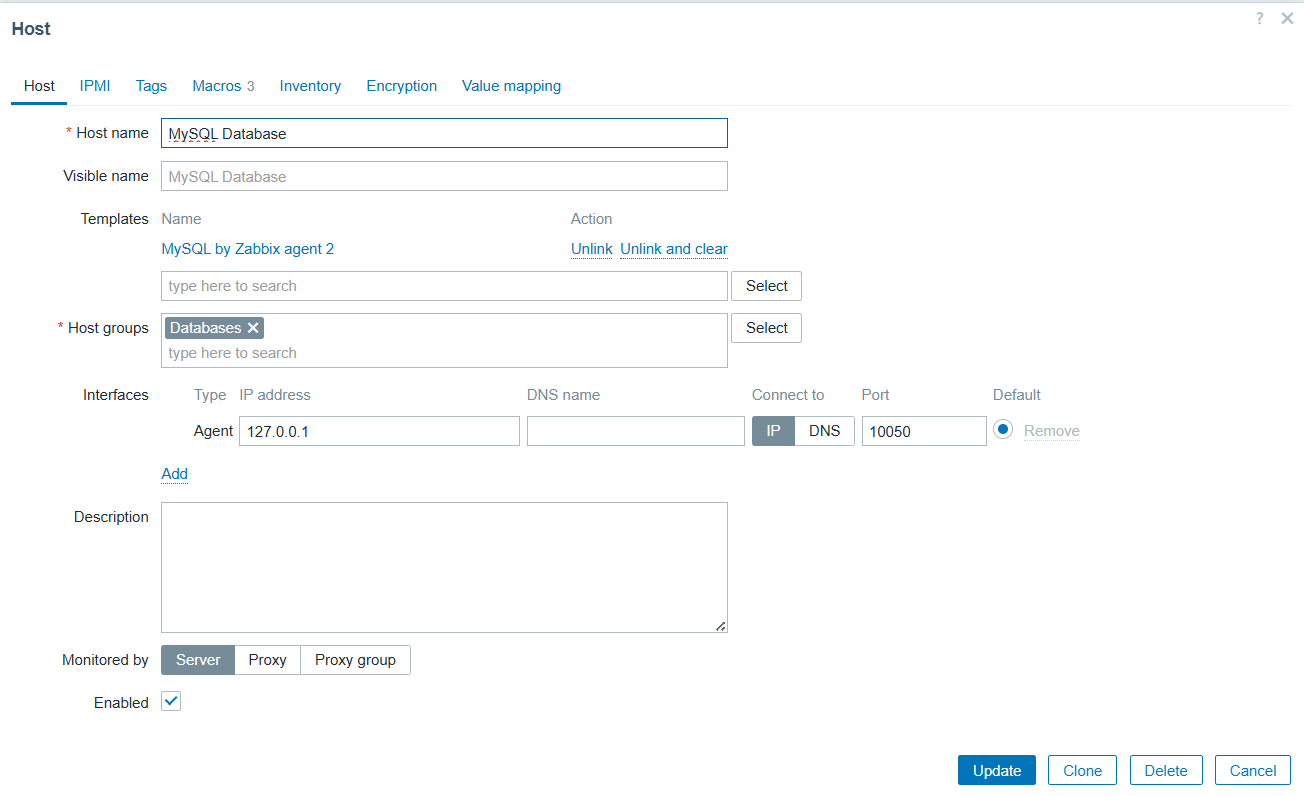 Host ? ✕
Host IPMI Tags Macros 3 Inventory Encryption Value mapping
* Host name MySQL Database
Visible name MySQL Database
Templates Name Action
MySQL by Zabbix agent 2 Unlink Unlink and clear
type here to search Select
* Host groups Databases ✕ Select
type here to search
Interfaces Type IP address DNS name Connect to Port Default
Agent 127.0.0.1 IP DNS 10050 Remove
Add
Description
Monitored by Server Proxy Proxy group
Enabled
Update Clone Delete Cancel